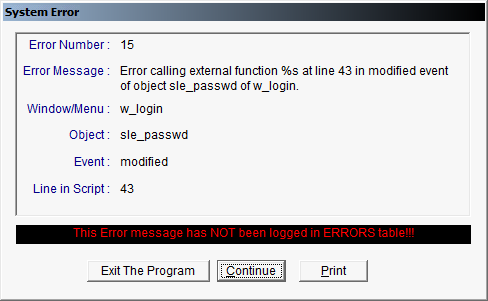 System Error
Error Number : 15
Error Message : Error calling external function %s at line 43 in modified event
of object sle_passwd of w_login.
Window/Menu : w_login
Object : sle_passwd
Event : modified
Line in Script : 43
This Error message has NOT been logged in ERRORS table!!!
Exit The Program Continue Print